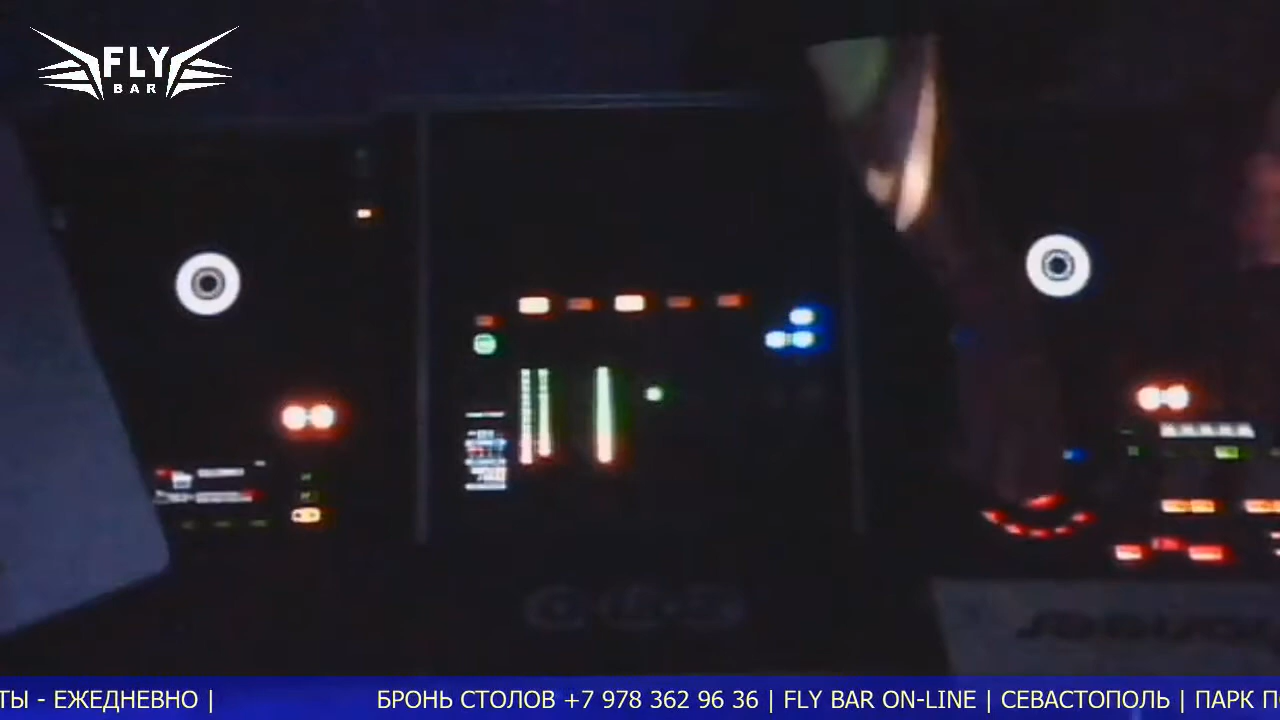 FLY
BAR
ТЫ - ЕЖЕДНЕВНО | БРОНЬ СТОЛОВ +7 978 362 96 36 | FLY BAR ON-LINE | СЕВАСТОПОЛЬ | ПАРК П